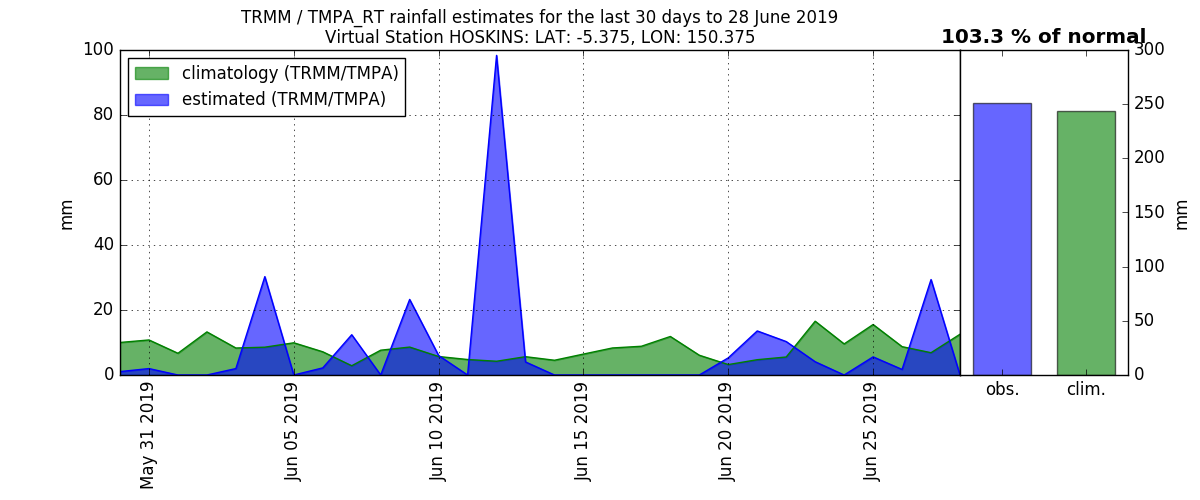 TRMM / TMPA_RT rainfall estimates for the last 30 days to 28 June 2019
Virtual Station HOSKINS: LAT: -5.375, LON: 150.375
103.3 % of normal
climatology (TRMM/TMPA)
estimated (TRMM/TMPA)
100
80
60
40
20
0
mm
May 31 2019
Jun 05 2019
Jun 10 2019
Jun 15 2019
Jun 20 2019
Jun 25 2019
obs.
clim.
300
250
200
150
100
50
0
mm